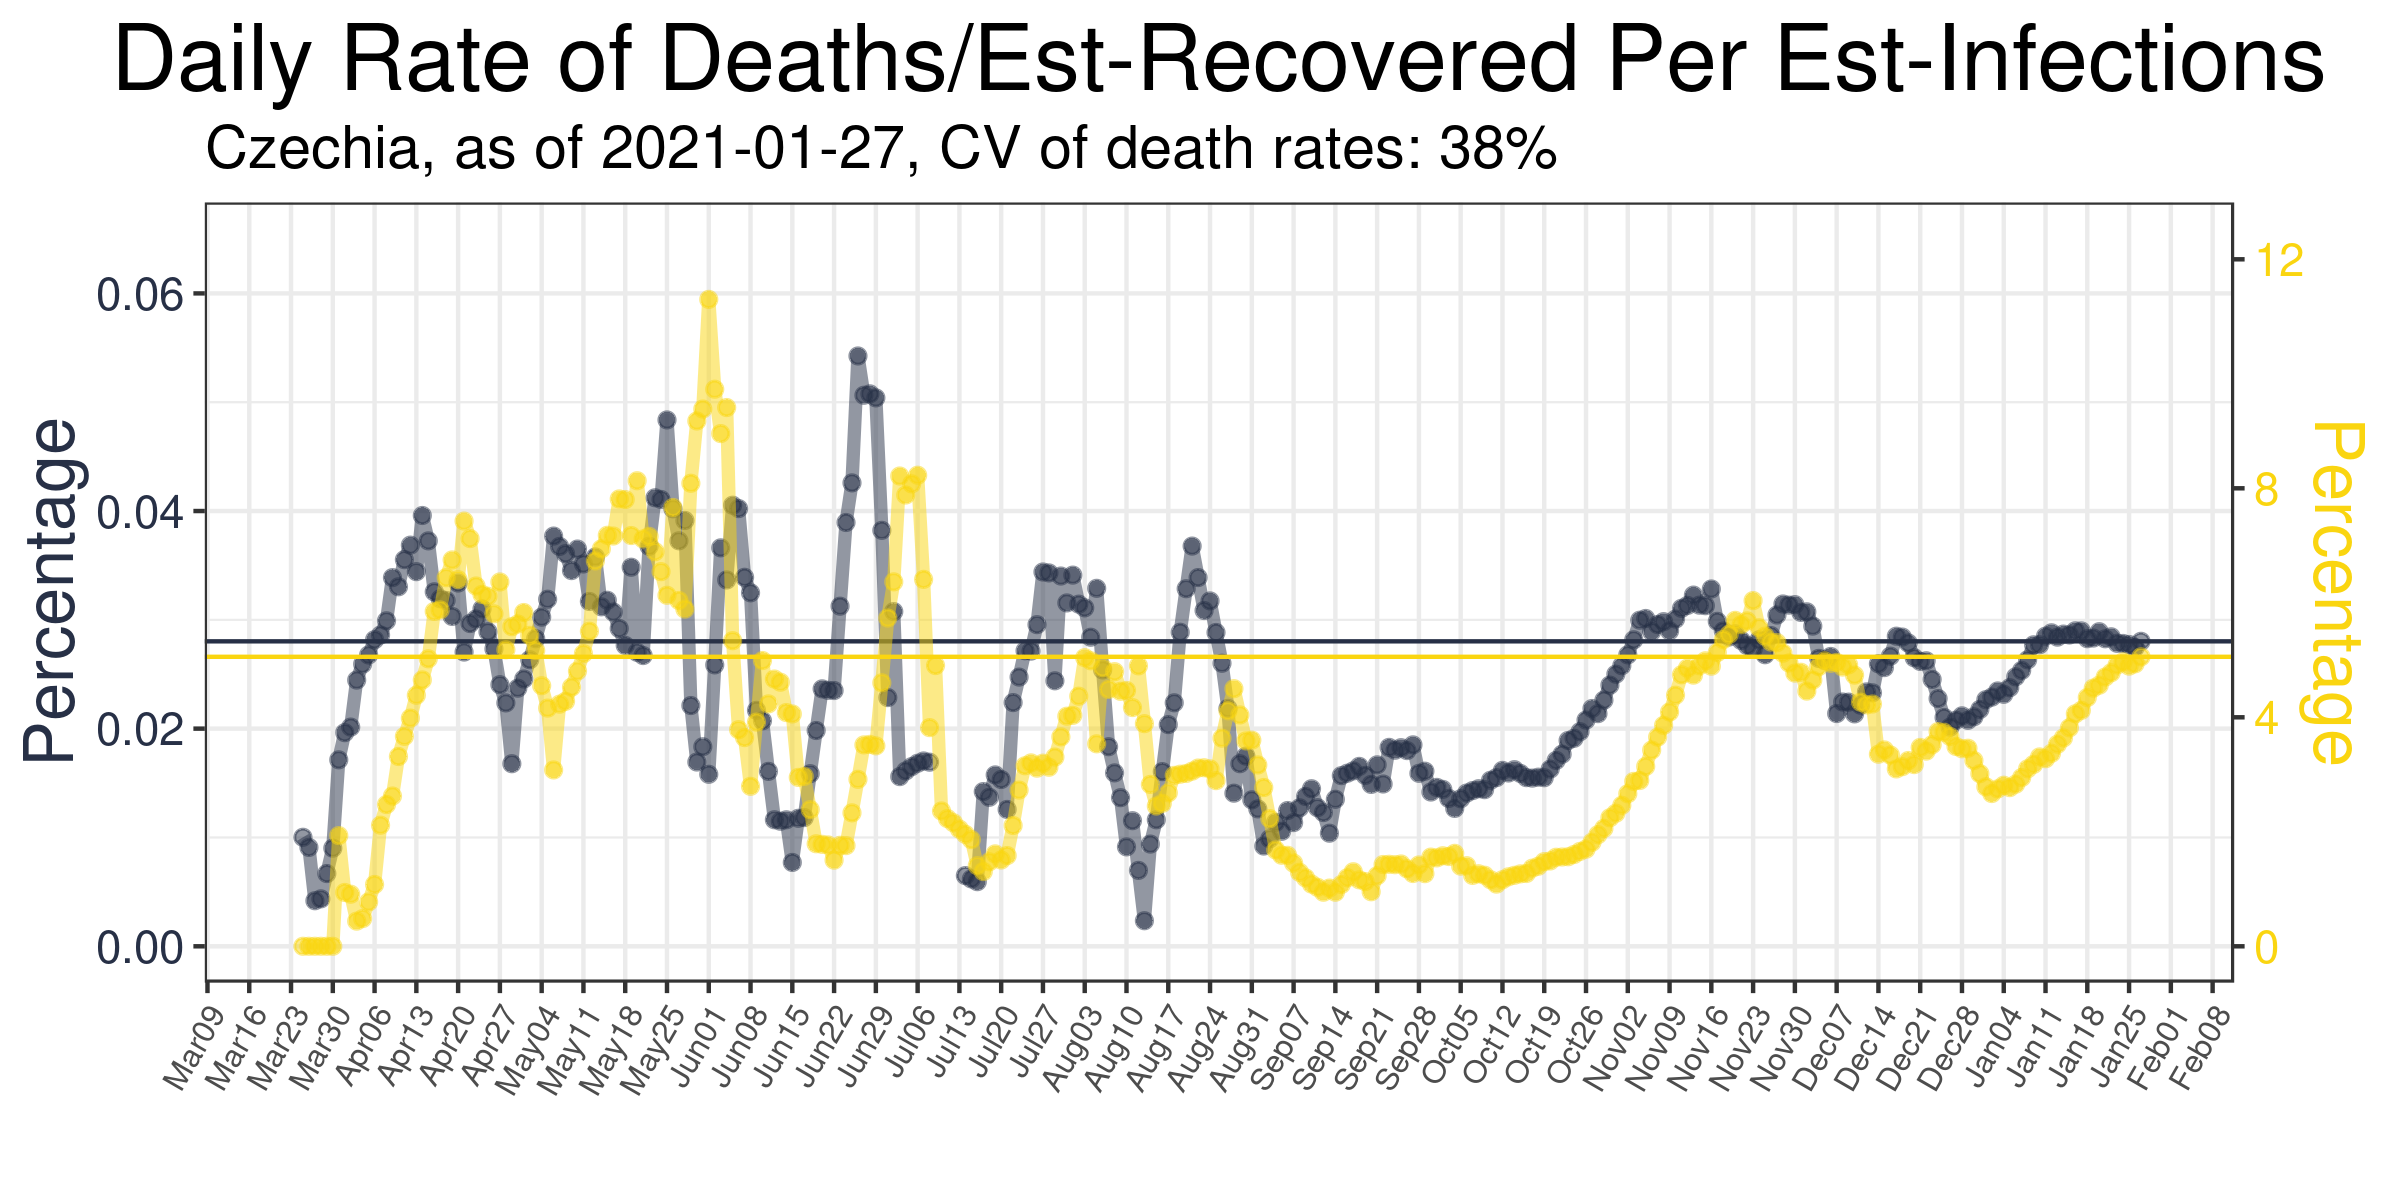 Daily Rate of Deaths/Est-Recovered Per Est-Infections
Czechia, as of 2021-01-27, CV of death rates: 38%
Percentage
0.06
0.04
0.02
0.00
12
8
4
0
Percentage
Mar09
Mar16
Mar23
Mar30
Apr06
Apr13
Apr20
Apr27
May04
May11
May18
May25
Jun01
Jun08
Jun15
Jun22
Jun29
Jul06
Jul13
Jul20
Jul27
Aug03
Aug10
Aug17
Aug24
Aug31
Sep07
Sep14
Sep21
Sep28
Oct05
Oct12
Oct19
Oct26
Nov02
Nov09
Nov16
Nov23
Nov30
Dec07
Dec14
Dec21
Dec28
Jan04
Jan11
Jan18
Jan25
Feb01
Feb08